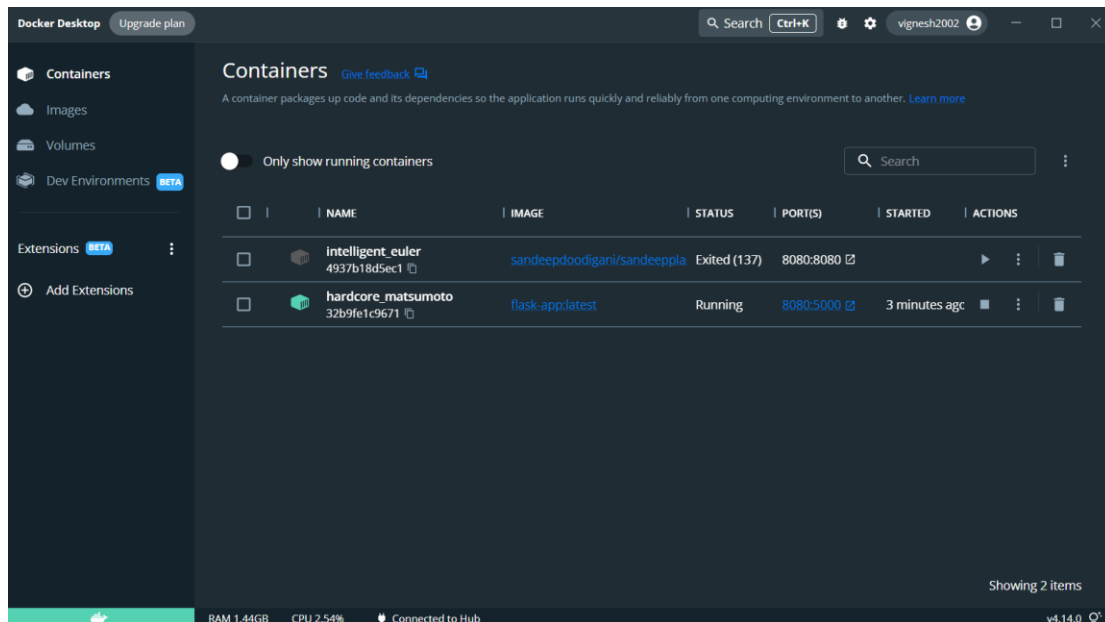 Docker Desktop Upgrade plan Search Ctrl+K vignesh2002
Containers
Images
Volumes
Dev Environments BETA
Extensions BETA
Add Extensions
Containers Give feedback
A container packages up code and its dependencies so the application runs quickly and reliably from one computing environment to another. Learn more
Only show running containers Search
NAME IMAGE STATUS PORT(S) STARTED ACTIONS
intelligent_euler sandeepdoodigani/sandeeppla Exited (137) 8080:8080
4937b18d5ec1
hardcore_matsumoto flask-app:latest Running 8080:5000 3 minutes agc
32b9fe1c9671
Showing 2 items
RAM 1.44GB CPU 2.54% Connected to Hub v4.14.0